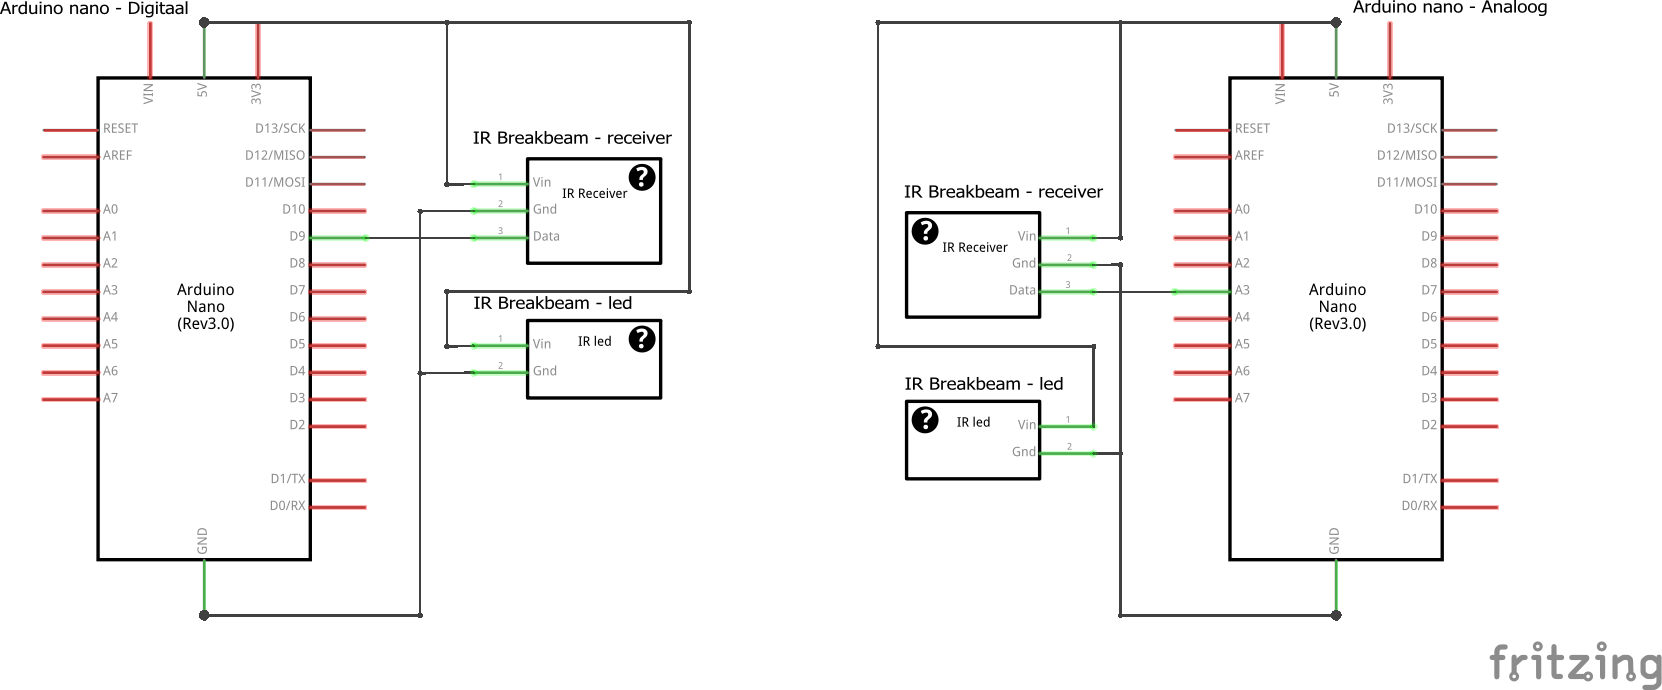 Arduino nano - Digitaal
VIN
5V
3V3
RESET
AREF
A0
A1
A2
A3
A4
A5
A6
A7
D13/SCK
D12/MISO
D11/MOSI
D10
D9
D8
D7
D6
D5
D4
D3
D2
D1/TX
D0/RX
Arduino
Nano
(Rev3.0)
GND
IR Breakbeam - receiver
1
2
3
Vin
Gnd
Data
IR Receiver
?
IR Breakbeam - led
1
2
Vin
Gnd
IR led
?
IR Breakbeam - receiver
?
IR Receiver
Vin
Gnd
Data
1
2
3
IR Breakbeam - led
?
IR led
Vin
Gnd
1
2
Arduino nano - Analoog
VIN
5V
3V3
RESET
AREF
A0
A1
A2
A3
A4
A5
A6
A7
D13/SCK
D12/MISO
D11/MOSI
D10
D9
D8
D7
D6
D5
D4
D3
D2
D1/TX
D0/RX
Arduino
Nano
(Rev3.0)
GND
fritzing